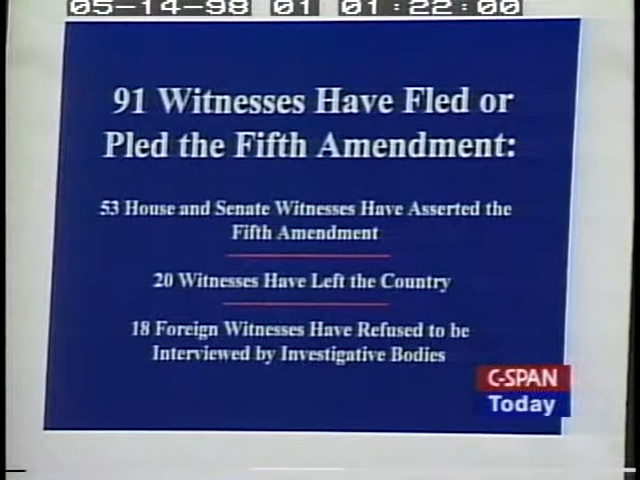 05-14-98 01 01:22:00
91 Witnesses Have Fled or
Pled the Fifth Amendment:
53 House and Senate Witnesses Have Asserted the
Fifth Amendment
20 Witnesses Have Left the Country
18 Foreign Witnesses Have Refused to be
Interviewed by Investigative Bodies
C-SPAN
Today